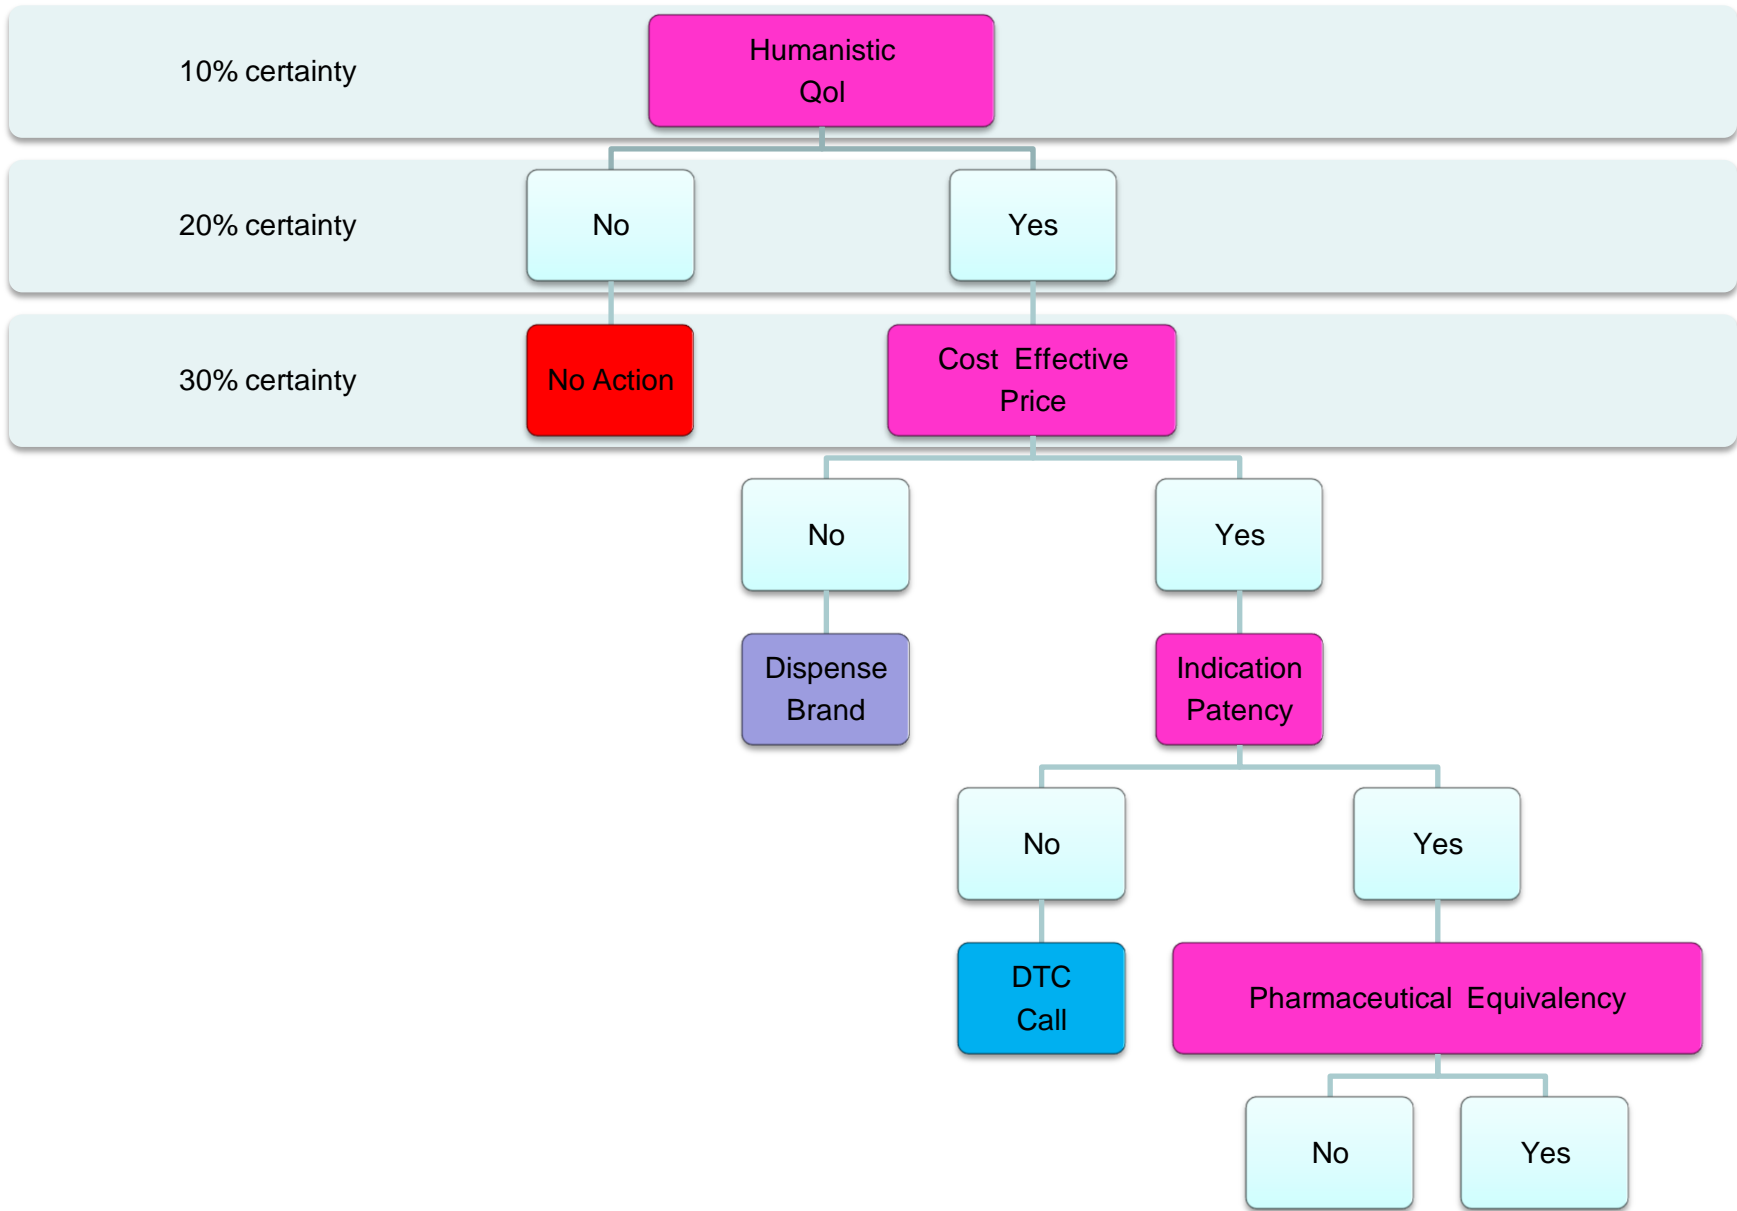 10% certainty
Humanistic
Qol
20% certainty
No
Yes
30% certainty
No Action
Cost Effective
Price
No
Yes
Dispense
Brand
Indication
Patency
No
Yes
DTC
Call
Pharmaceutical Equivalency
No
Yes